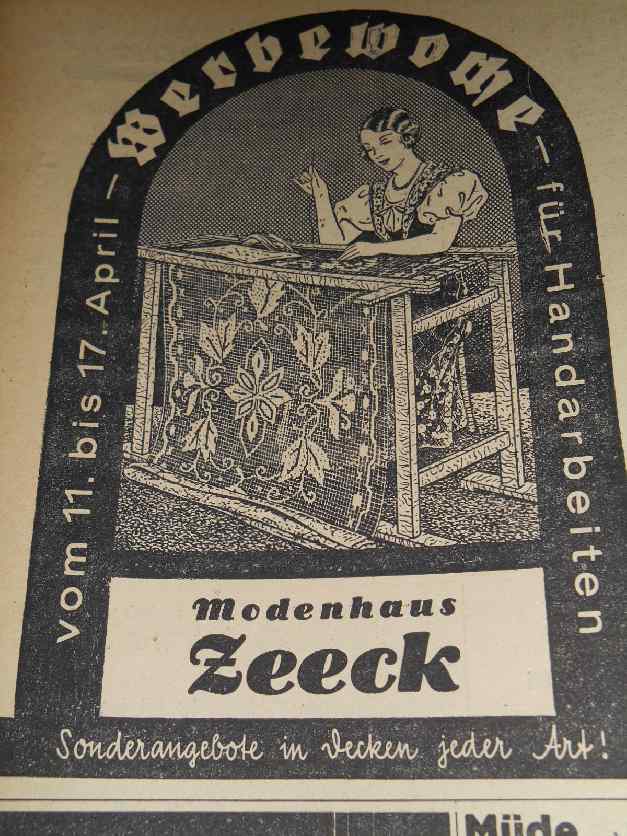 vom 11. bis 17. April – Werbewoche – für Handarbeiten
Modenhaus
Zeeck
Sonderangebote in Decken jeder Art!
Müde